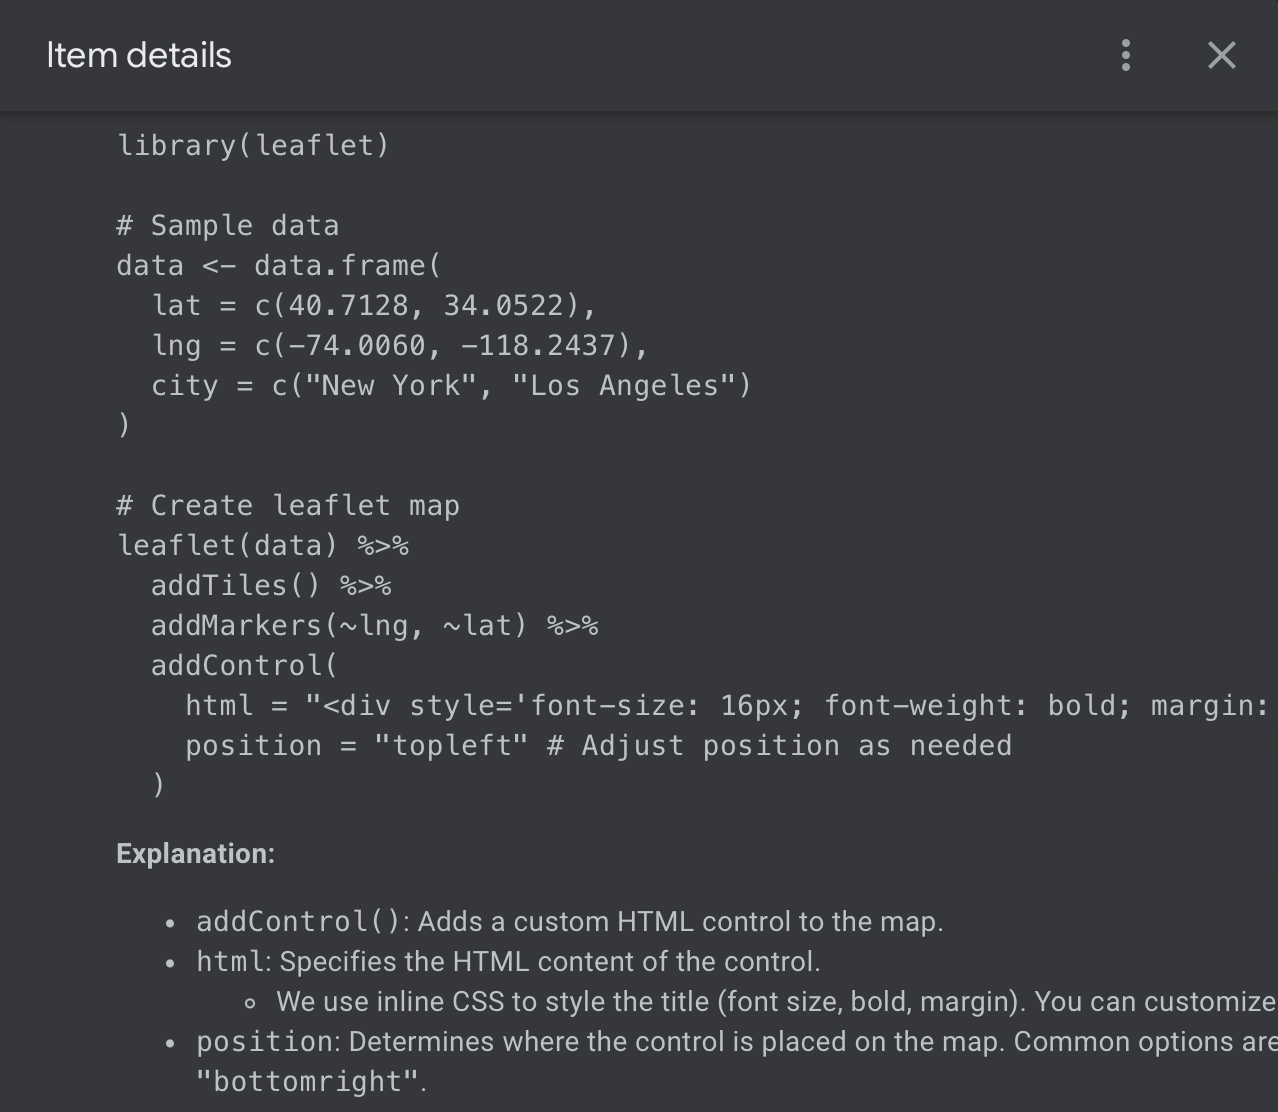 Item details
library(leaflet)
# Sample data
data <- data.frame(
  lat = c(40.7128, 34.0522),
  lng = c(-74.0060, -118.2437),
  city = c("New York", "Los Angeles")
)
# Create leaflet map
leaflet(data) %>%
  addTiles() %>%
  addMarkers(~lng, ~lat) %>%
  addControl(
    html = "<div style='font-size: 16px; font-weight: bold; margin:
    position = "topleft" # Adjust position as needed
  )
Explanation:
• addControl(): Adds a custom HTML control to the map.
• html: Specifies the HTML content of the control.
◦ We use inline CSS to style the title (font size, bold, margin). You can customize
• position: Determines where the control is placed on the map. Common options are
"bottomright".